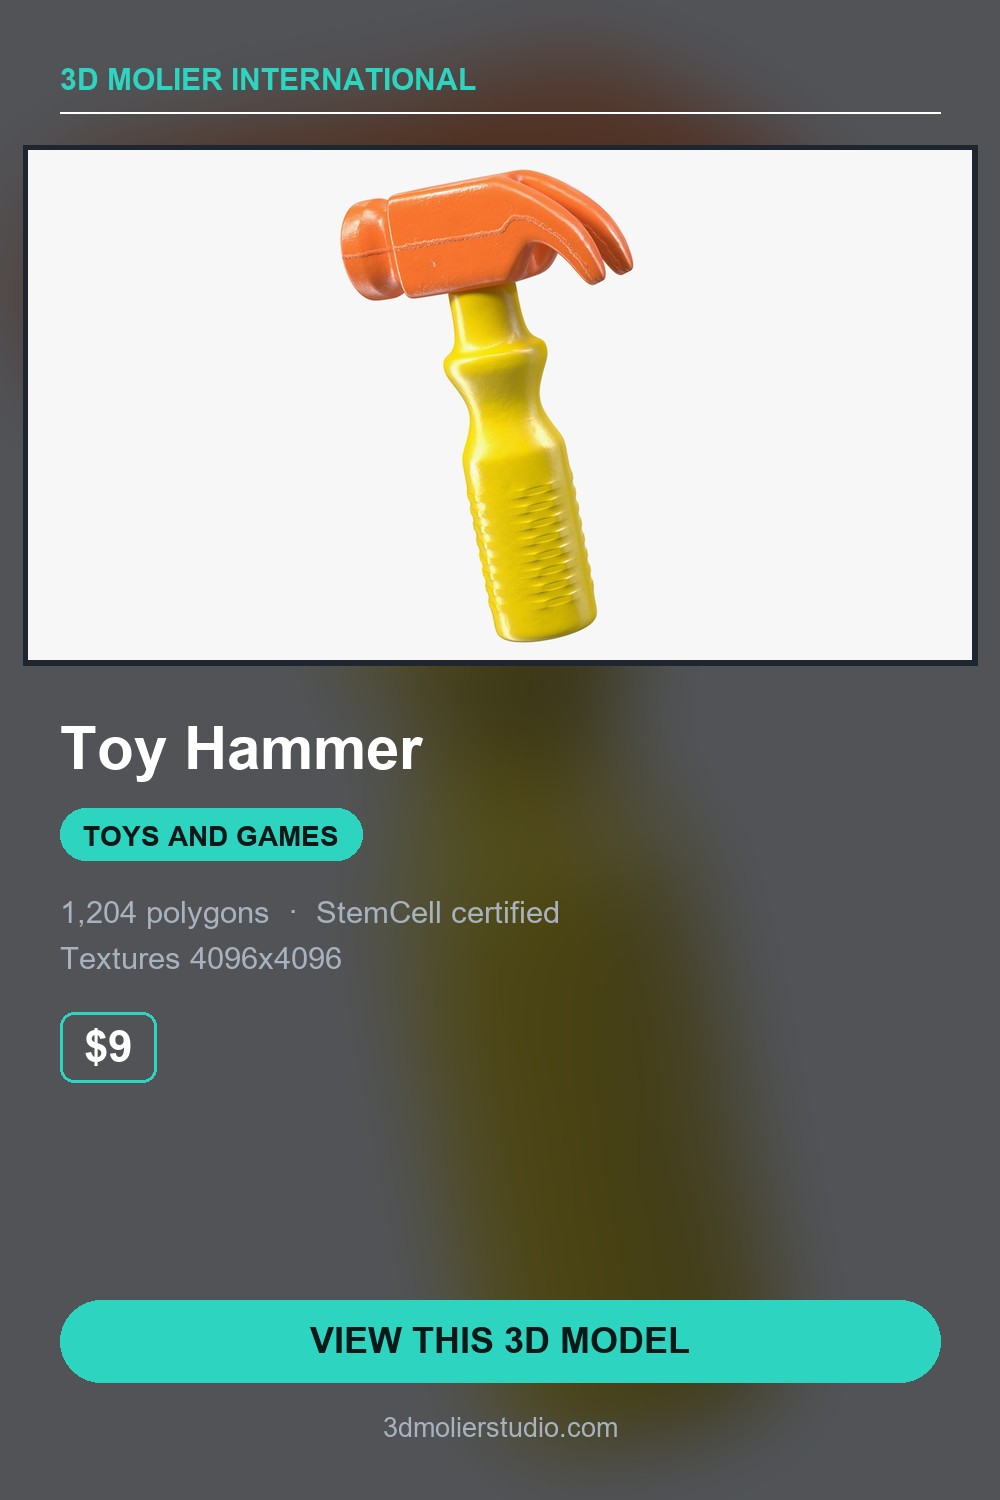 3D MOLIER INTERNATIONAL
Toy Hammer
TOYS AND GAMES
1,204 polygons · StemCell certified
Textures 4096x4096
$9
VIEW THIS 3D MODEL
3dmolierstudio.com